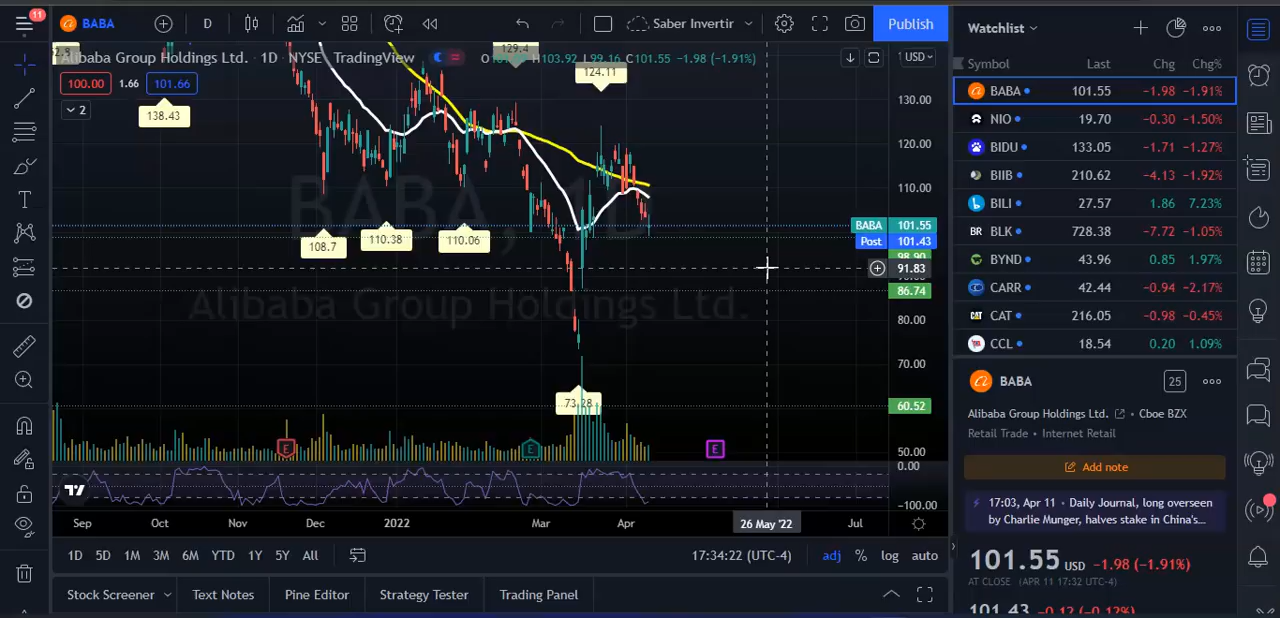 11
BABA
D
Saber Invertir
Publish
Alibaba Group Holdings Ltd. · 1D · NYSE · TradingView
H103.92 L99.16 C101.55 −1.98 (−1.91%)
USD
100.00
1.66
101.66
2
138.43
129.4
124.11
108.7
110.38
110.06
73.28
BABA, 1D
Alibaba Group Holdings Ltd.
130.00
120.00
110.00
BABA 101.55
Post 101.43
98.90
91.83
86.74
80.00
70.00
60.52
50.00
0.00
−100.00
E
E
E
Sep
Oct
Nov
Dec
2022
Mar
Apr
26 May '22
Jul
1D
5D
1M
3M
6M
YTD
1Y
5Y
All
17:34:22 (UTC-4)
adj
%
log
auto
Stock Screener
Text Notes
Pine Editor
Strategy Tester
Trading Panel
Watchlist
Symbol Last Chg Chg%
BABA 101.55 −1.98 −1.91%
NIO 19.70 −0.30 −1.50%
BIDU 133.05 −1.71 −1.27%
BIIB 210.62 −4.13 −1.92%
BILI 27.57 1.86 7.23%
BLK 728.38 −7.72 −1.05%
BYND 43.96 0.85 1.97%
CARR 42.44 −0.94 −2.17%
CAT 216.05 −0.98 −0.45%
CCL 18.54 0.20 1.09%
BABA
25
Alibaba Group Holdings Ltd. • Cboe BZX
Retail Trade • Internet Retail
Add note
17:03, Apr 11 • Daily Journal, long overseen
by Charlie Munger, halves stake in China's...
101.55 USD −1.98 (−1.91%)
AT CLOSE (APR 11 17:32 UTC-4)
101.43 −0.12 (−0.12%)